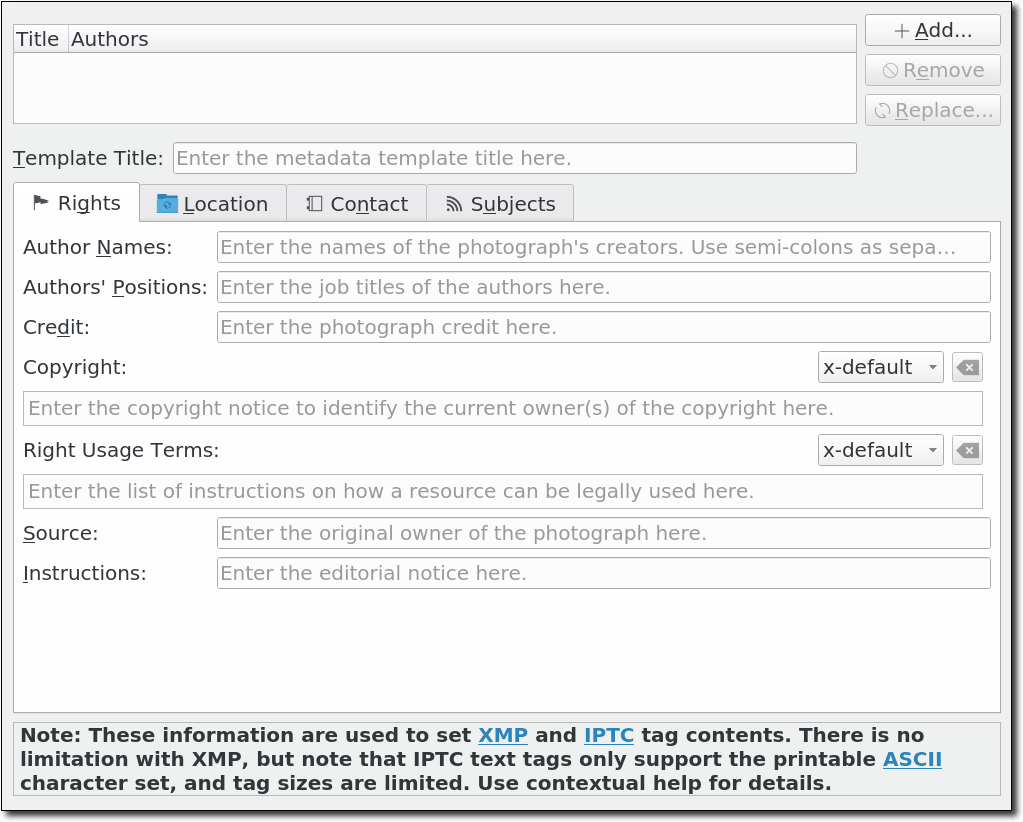 Title Authors
Add...
Remove
Replace...
Template Title: Enter the metadata template title here.
Rights Location Contact Subjects
Author Names: Enter the names of the photograph's creators. Use semi-colons as sepa...
Authors' Positions: Enter the job titles of the authors here.
Credit: Enter the photograph credit here.
Copyright: x-default
Enter the copyright notice to identify the current owner(s) of the copyright here.
Right Usage Terms: x-default
Enter the list of instructions on how a resource can be legally used here.
Source: Enter the original owner of the photograph here.
Instructions: Enter the editorial notice here.
Note: These information are used to set XMP and IPTC tag contents. There is no
limitation with XMP, but note that IPTC text tags only support the printable ASCII
character set, and tag sizes are limited. Use contextual help for details.